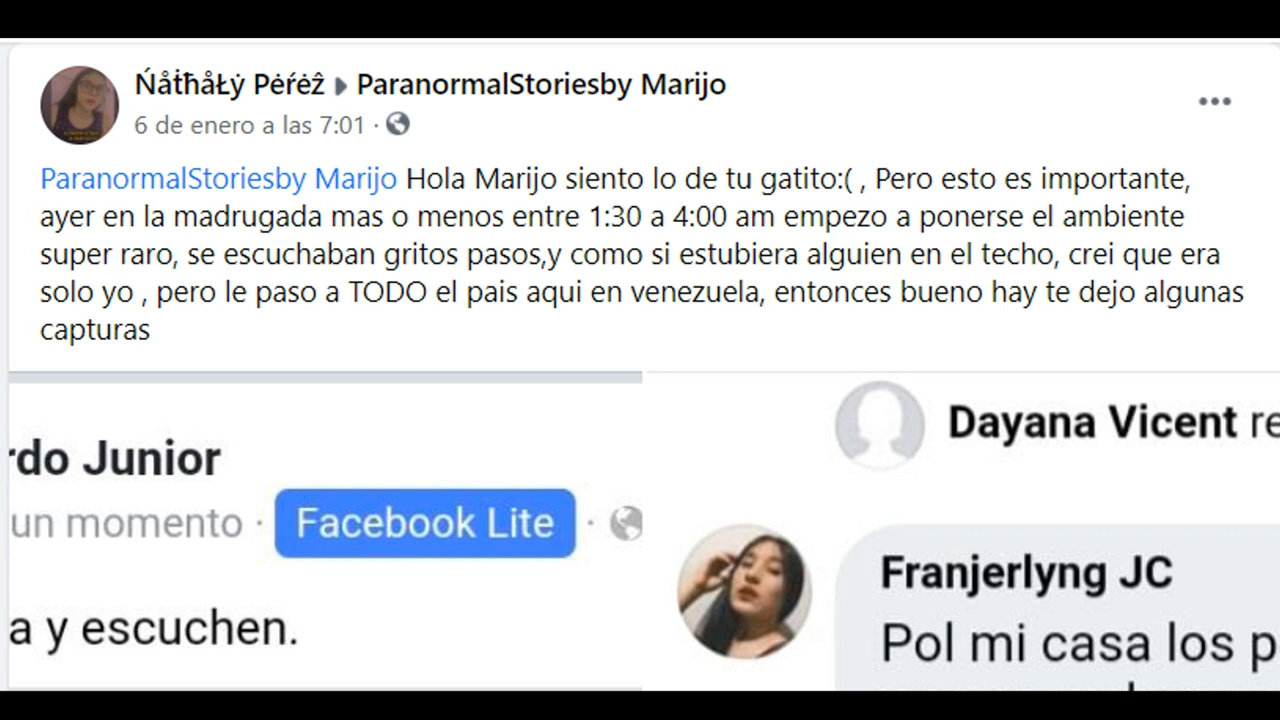 ŃåṫħåŁẏ Pėŕėẑ ParanormalStoriesby Marijo
6 de enero a las 7:01 ·
ParanormalStoriesby Marijo Hola Marijo siento lo de tu gatito:( , Pero esto es importante,
ayer en la madrugada mas o menos entre 1:30 a 4:00 am empezo a ponerse el ambiente
super raro, se escuchaban gritos pasos,y como si estubiera alguien en el techo, crei que era
solo yo , pero le paso a TODO el pais aqui en venezuela, entonces bueno hay te dejo algunas
capturas
rdo Junior
un momento · Facebook Lite ·
a y escuchen.
Dayana Vicent re
Franjerlyng JC
Pol mi casa los p